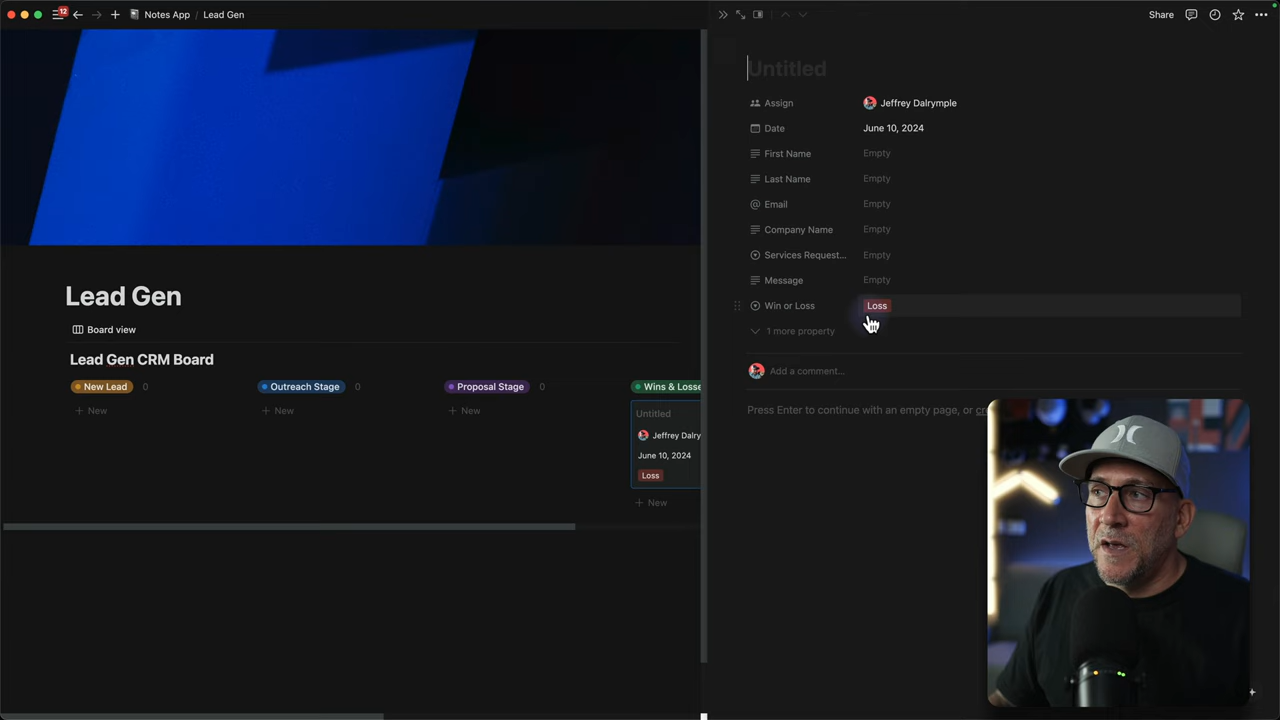 12
Notes App / Lead Gen
Share
Lead Gen
Board view
Lead Gen CRM Board
New Lead 0
Outreach Stage 0
Proposal Stage 0
Wins & Losse
+ New
+ New
+ New
Untitled
Jeffrey Dalry
June 10, 2024
Loss
+ New
Untitled
Assign Jeffrey Dalrymple
Date June 10, 2024
First Name Empty
Last Name Empty
Email Empty
Company Name Empty
Services Request... Empty
Message Empty
Win or Loss Loss
1 more property
Add a comment...
Press Enter to continue with an empty page, or cr